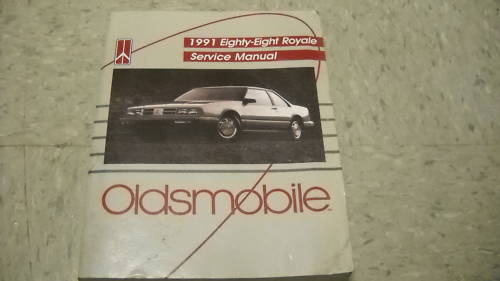 1991 Eighty-Eight Royale
Service Manual
Oldsmobile